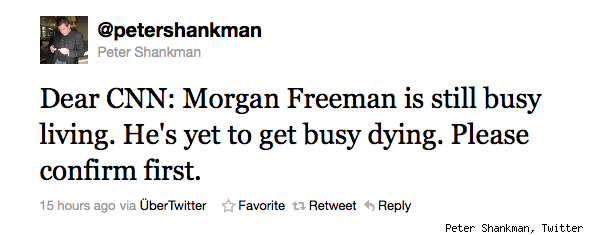 @petershankman
Peter Shankman
Dear CNN: Morgan Freeman is still busy
living. He's yet to get busy dying. Please
confirm first.
15 hours ago via ÜberTwitter Favorite Retweet Reply
Peter Shankman, Twitter